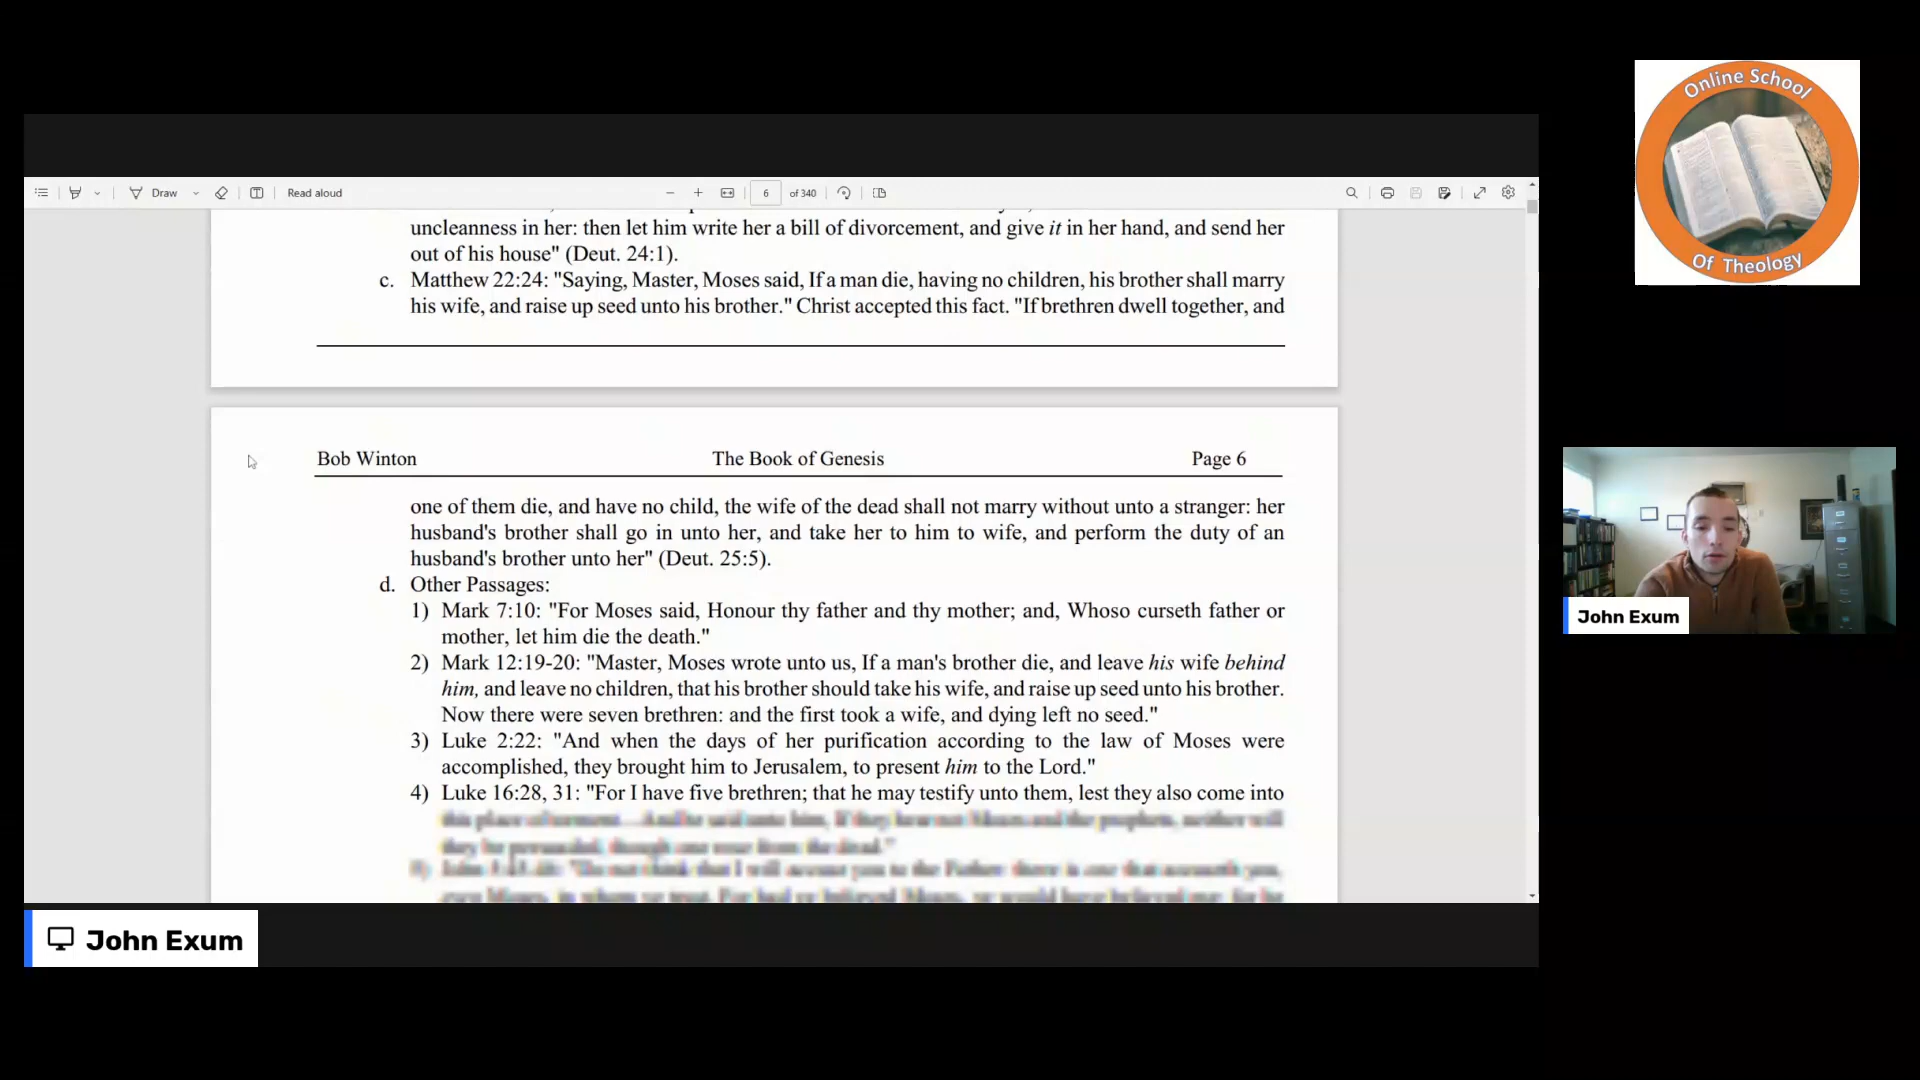 Online School
Of Theology
Draw
Read aloud
6
of 340
uncleanness in her: then let him write her a bill of divorcement, and give it in her hand, and send her
out of his house" (Deut. 24:1).
c. Matthew 22:24: "Saying, Master, Moses said, If a man die, having no children, his brother shall marry
his wife, and raise up seed unto his brother." Christ accepted this fact. "If brethren dwell together, and
Bob Winton The Book of Genesis Page 6
one of them die, and have no child, the wife of the dead shall not marry without unto a stranger: her
husband's brother shall go in unto her, and take her to him to wife, and perform the duty of an
husband's brother unto her" (Deut. 25:5).
d. Other Passages:
1) Mark 7:10: "For Moses said, Honour thy father and thy mother; and, Whoso curseth father or
mother, let him die the death."
2) Mark 12:19-20: "Master, Moses wrote unto us, If a man's brother die, and leave his wife behind
him, and leave no children, that his brother should take his wife, and raise up seed unto his brother.
Now there were seven brethren: and the first took a wife, and dying left no seed."
3) Luke 2:22: "And when the days of her purification according to the law of Moses were
accomplished, they brought him to Jerusalem, to present him to the Lord."
4) Luke 16:28, 31: "For I have five brethren; that he may testify unto them, lest they also come into
John Exum
John Exum